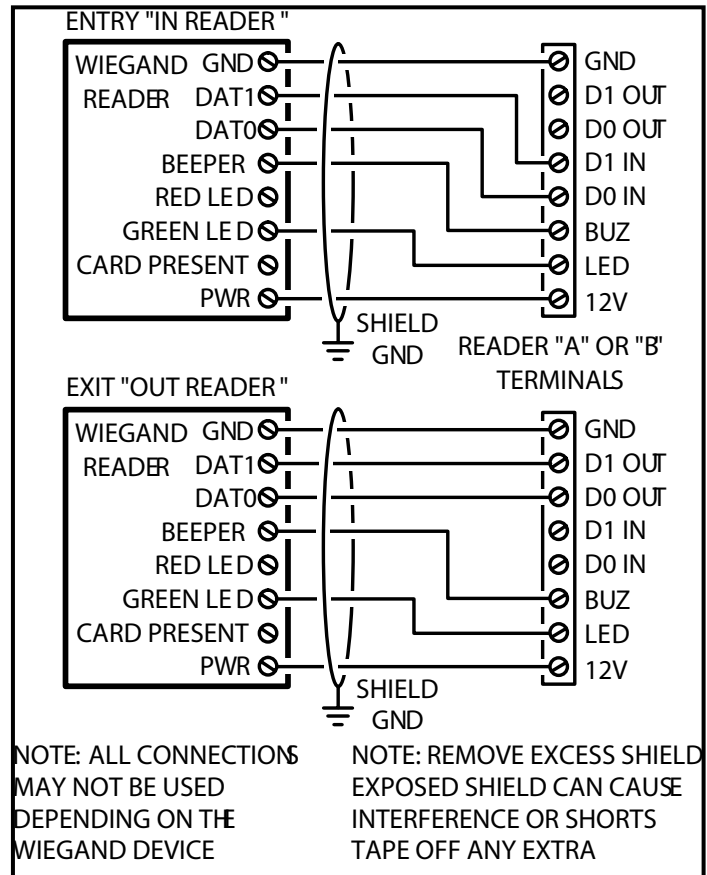 ENTRY "IN READER "
WIEGAND GND
READER DAT1
DAT0
BEEPER
RED LED
GREEN LED
CARD PRESENT
PWR
GND
D1 OUT
D0 OUT
D1 IN
D0 IN
BUZ
LED
12V
SHIELD
GND
READER "A" OR "B"
TERMINALS
EXIT "OUT READER "
WIEGAND GND
READER DAT1
DAT0
BEEPER
RED LED
GREEN LED
CARD PRESENT
PWR
GND
D1 OUT
D0 OUT
D1 IN
D0 IN
BUZ
LED
12V
SHIELD
GND
NOTE: ALL CONNECTIONS
MAY NOT BE USED
DEPENDING ON THE
WIEGAND DEVICE
NOTE: REMOVE EXCESS SHIELD
EXPOSED SHIELD CAN CAUSE
INTERFERENCE OR SHORTS
TAPE OFF ANY EXTRA